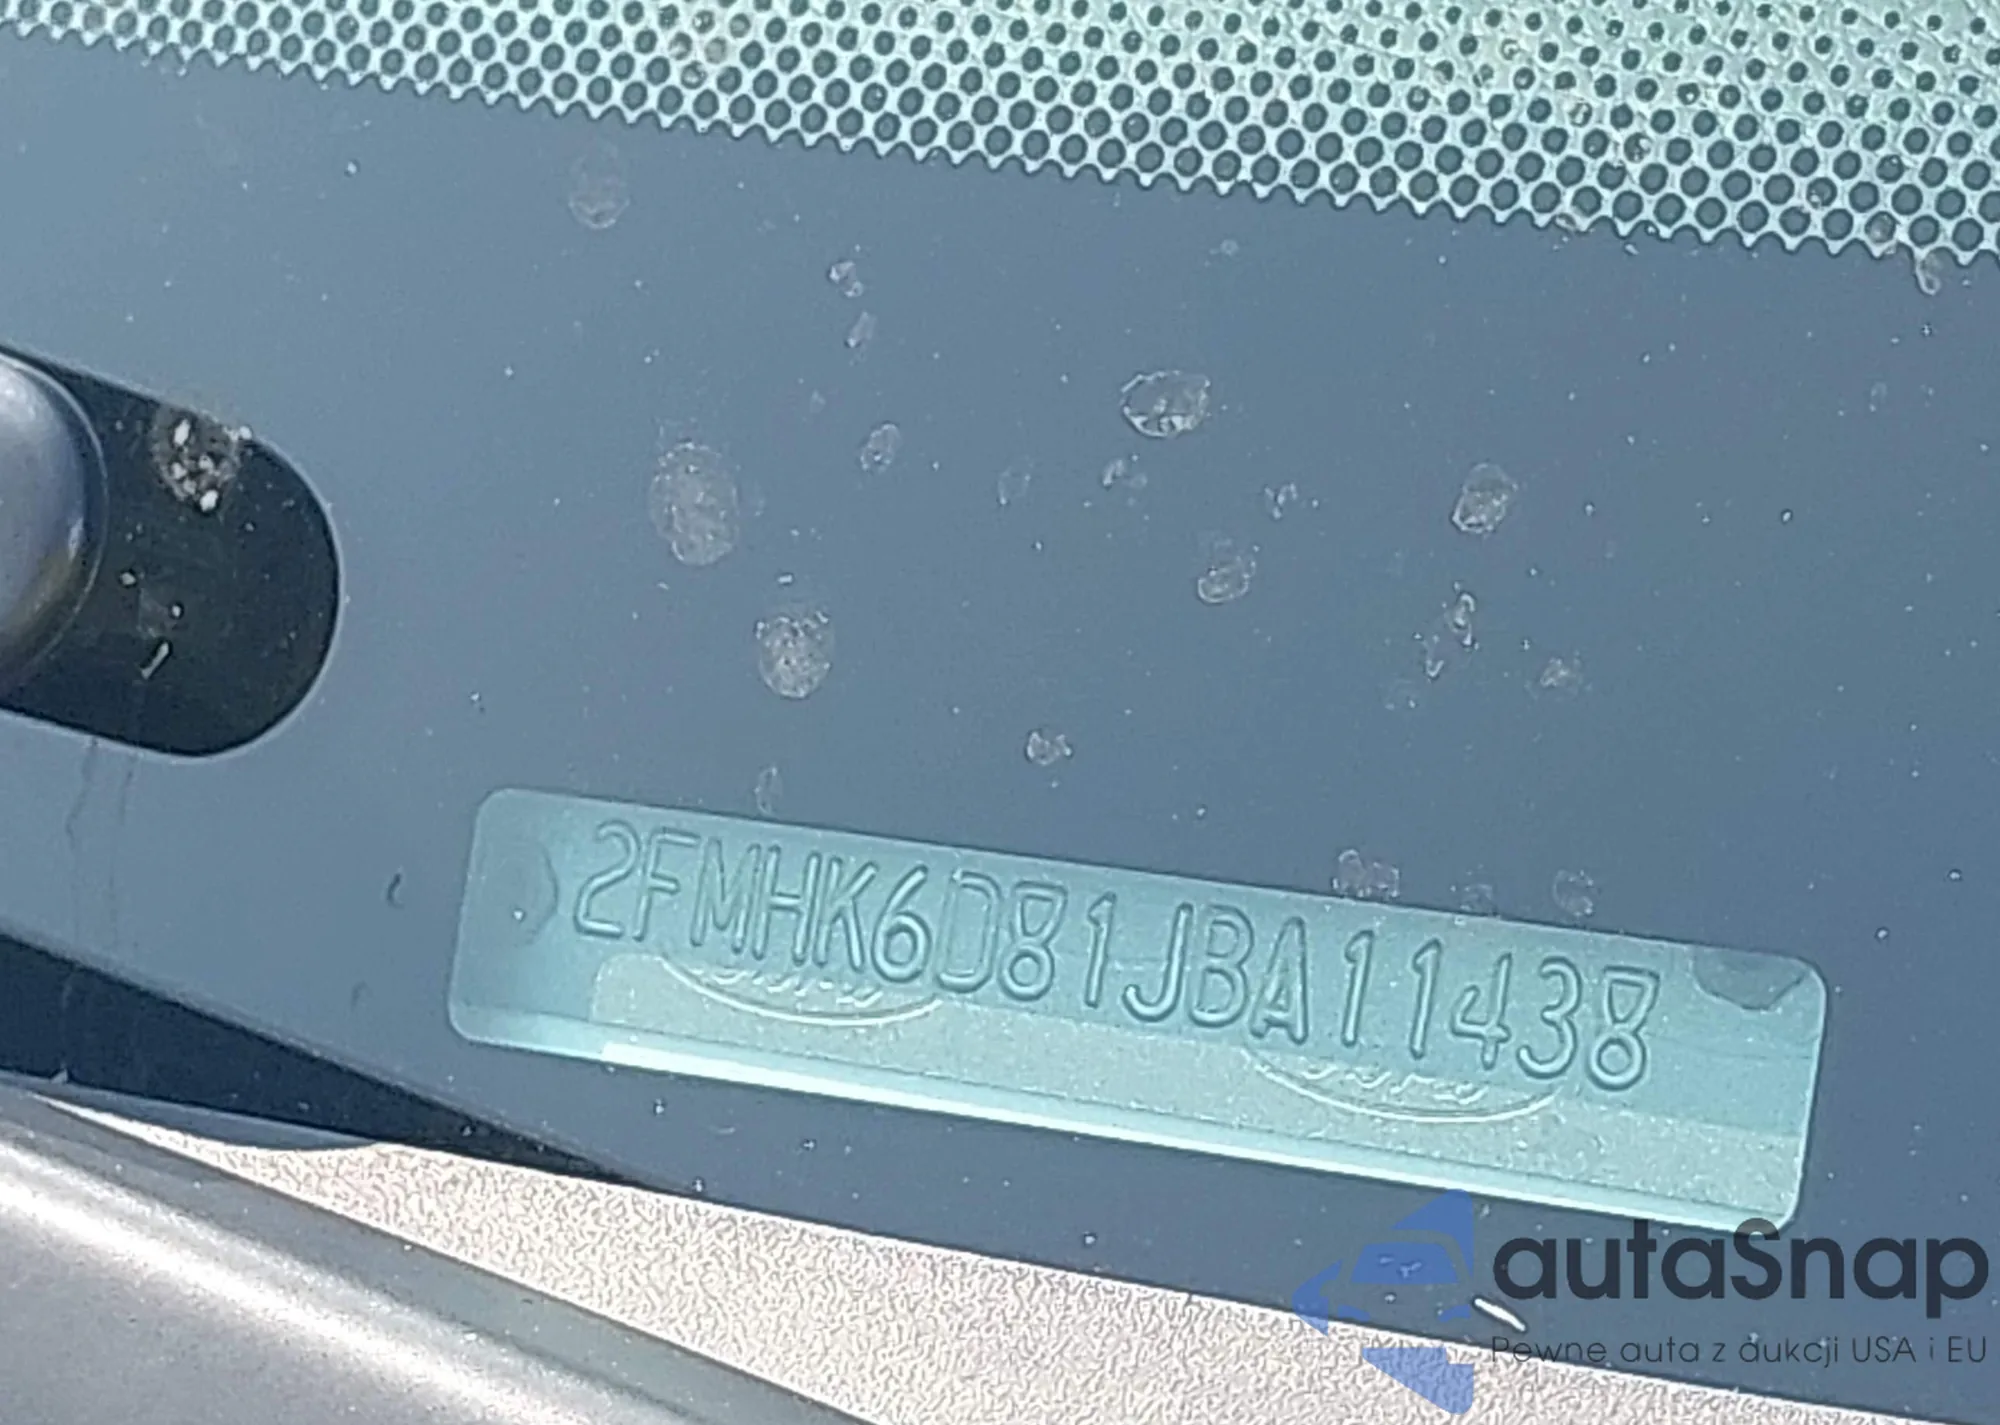 2FMHK6D81JBA11438
autaSnap
Pewne auta z aukcji USA i EU